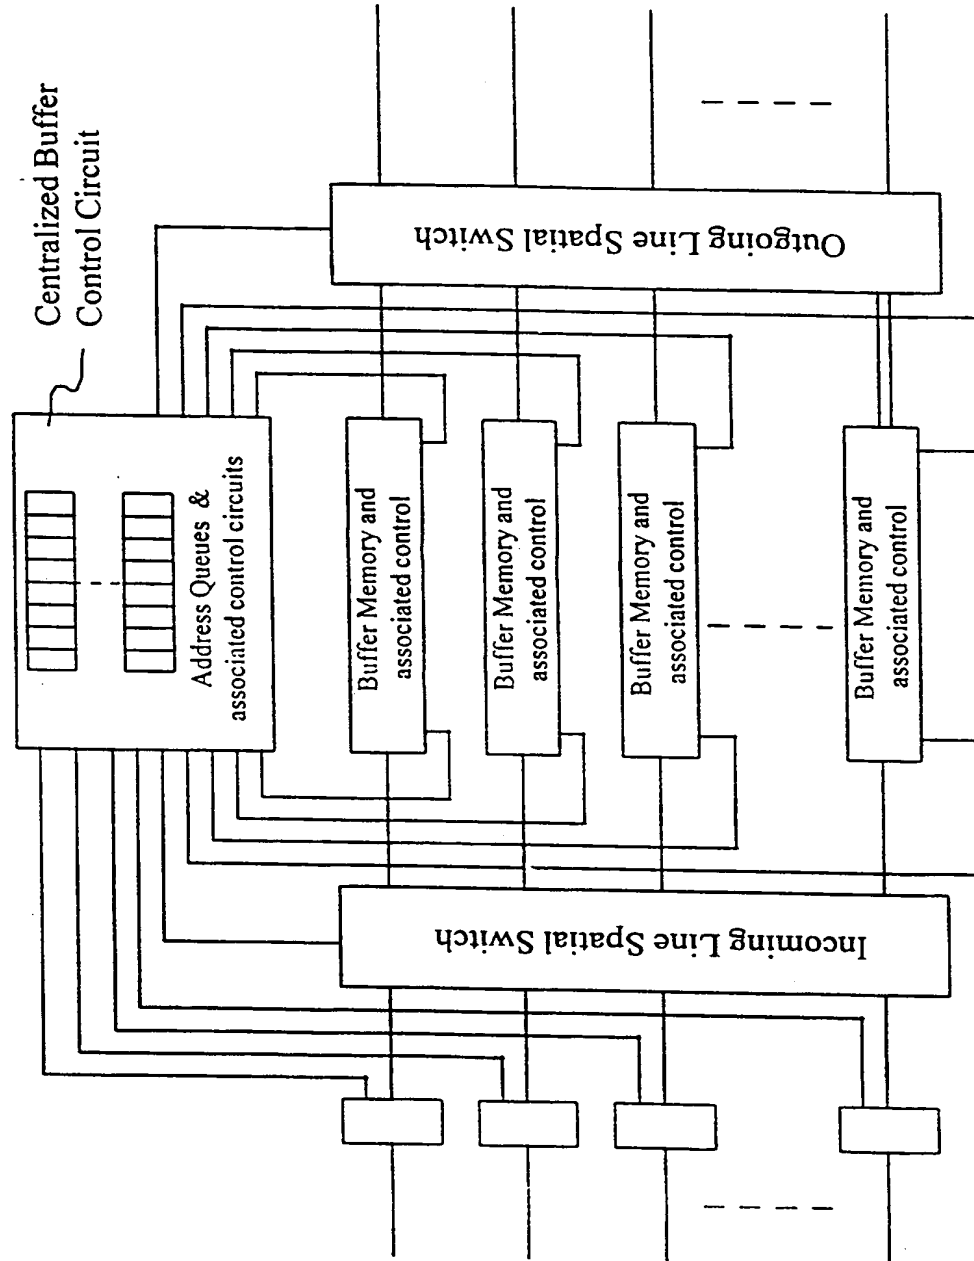 Centralized Buffer
Control Circuit
Address Queues &
associated control circuits
Buffer Memory and
associated control
Buffer Memory and
associated control
Buffer Memory and
associated control
Buffer Memory and
associated control
Incoming Line Spatial Switch
Outgoing Line Spatial Switch